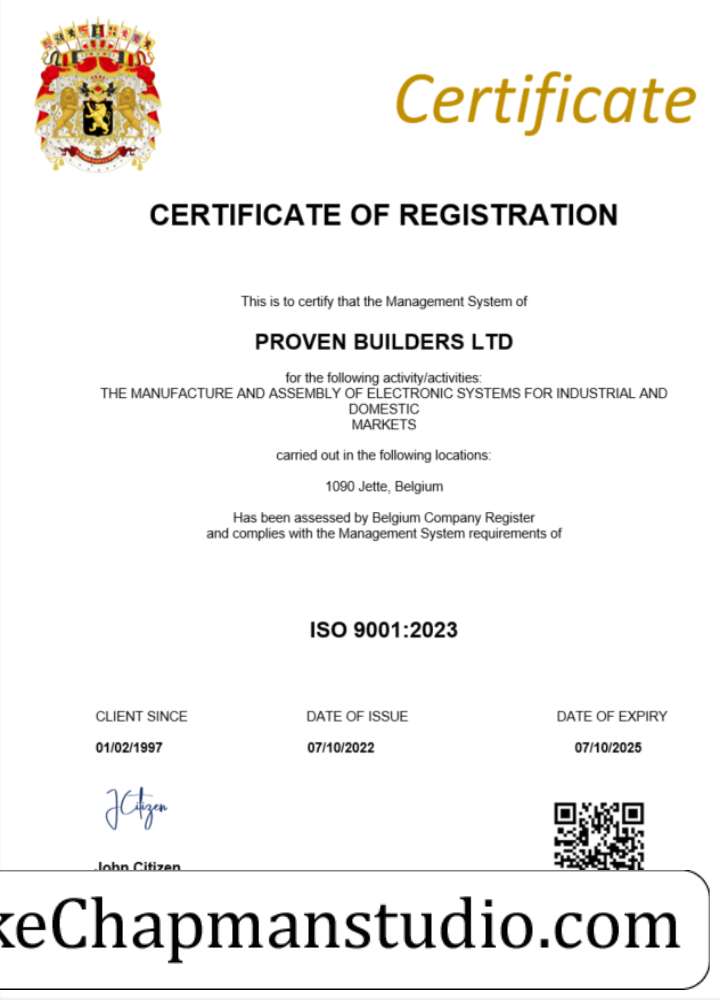 Certificate
CERTIFICATE OF REGISTRATION
This is to certify that the Management System of
PROVEN BUILDERS LTD
for the following activity/activities:
THE MANUFACTURE AND ASSEMBLY OF ELECTRONIC SYSTEMS FOR INDUSTRIAL AND
DOMESTIC
MARKETS
carried out in the following locations:
1090 Jette, Belgium
Has been assessed by Belgium Company Register
and complies with the Management System requirements of
ISO 9001:2023
CLIENT SINCE DATE OF ISSUE DATE OF EXPIRY
01/02/1997 07/10/2022 07/10/2025
JCitizen
John Citizen
keChapmanstudio.com